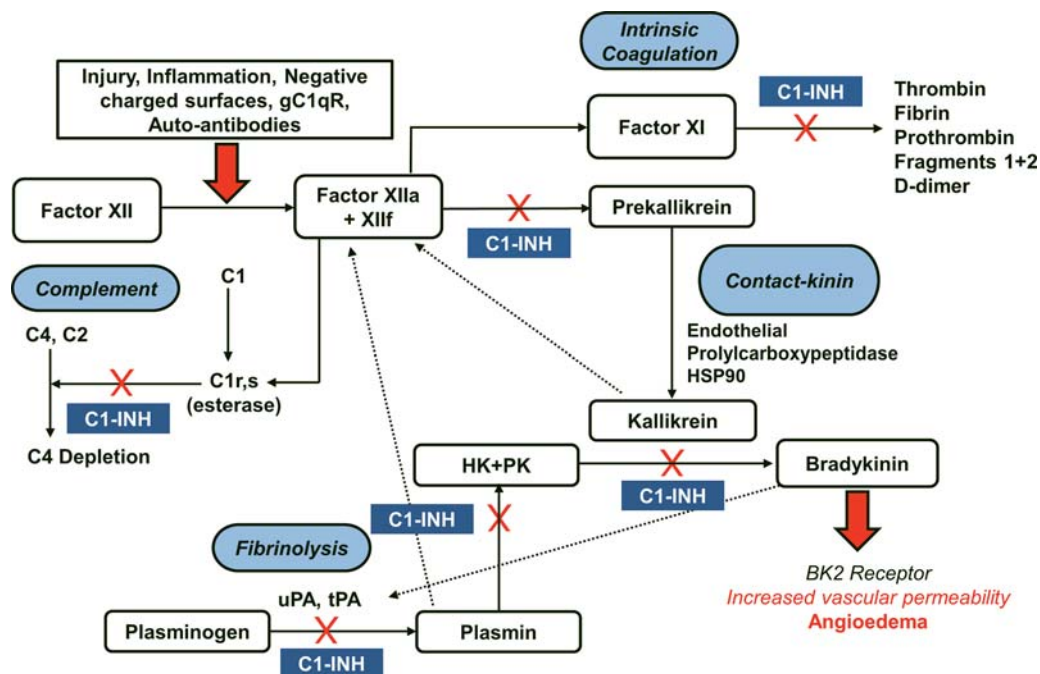 Intrinsic
Coagulation
Injury, Inflammation, Negative
charged surfaces, gC1qR,
Auto-antibodies
C1-INH
Thrombin
Fibrin
Prothrombin
Fragments 1+2
D-dimer
Factor XI
Factor XII
Factor XIIa
+ XIIf
Prekallikrein
C1-INH
Complement
C1
Contact-kinin
C4, C2
Endothelial
Prolylcarboxypeptidase
HSP90
C1r,s
(esterase)
C1-INH
Kallikrein
C4 Depletion
HK+PK
Bradykinin
C1-INH
C1-INH
Fibrinolysis
BK2 Receptor
Increased vascular permeability
Angioedema
uPA, tPA
Plasminogen
Plasmin
C1-INH